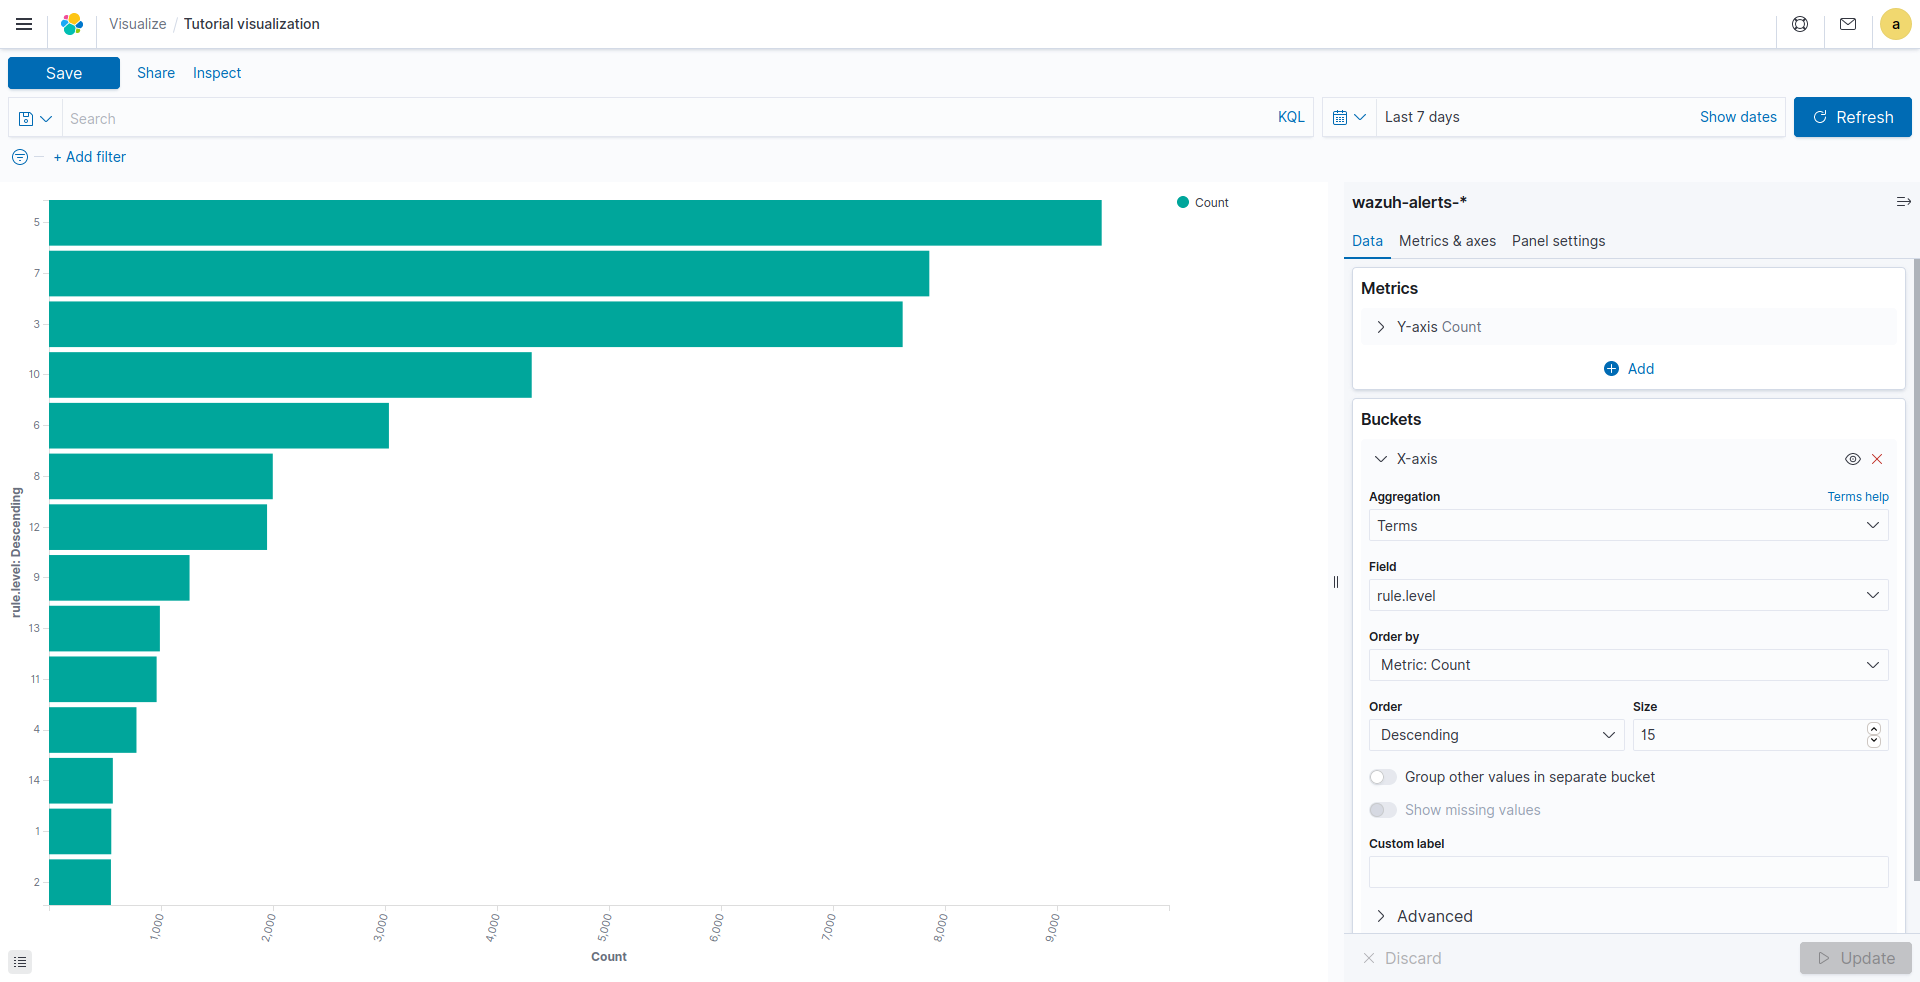 Visualize / Tutorial visualization
a
Save Share Inspect
Search KQL
Last 7 days Show dates
Refresh
+ Add filter
rule.level: Descending
5
7
3
10
6
8
12
9
13
11
4
14
1
2
1,000 2,000 3,000 4,000 5,000 6,000 7,000 8,000 9,000
Count
Count
wazuh-alerts-*
Data Metrics & axes Panel settings
Metrics
Y-axis Count
Add
Buckets
X-axis
Aggregation Terms help
Terms
Field
rule.level
Order by
Metric: Count
Order Size
Descending 15
Group other values in separate bucket
Show missing values
Custom label
Advanced
Discard Update